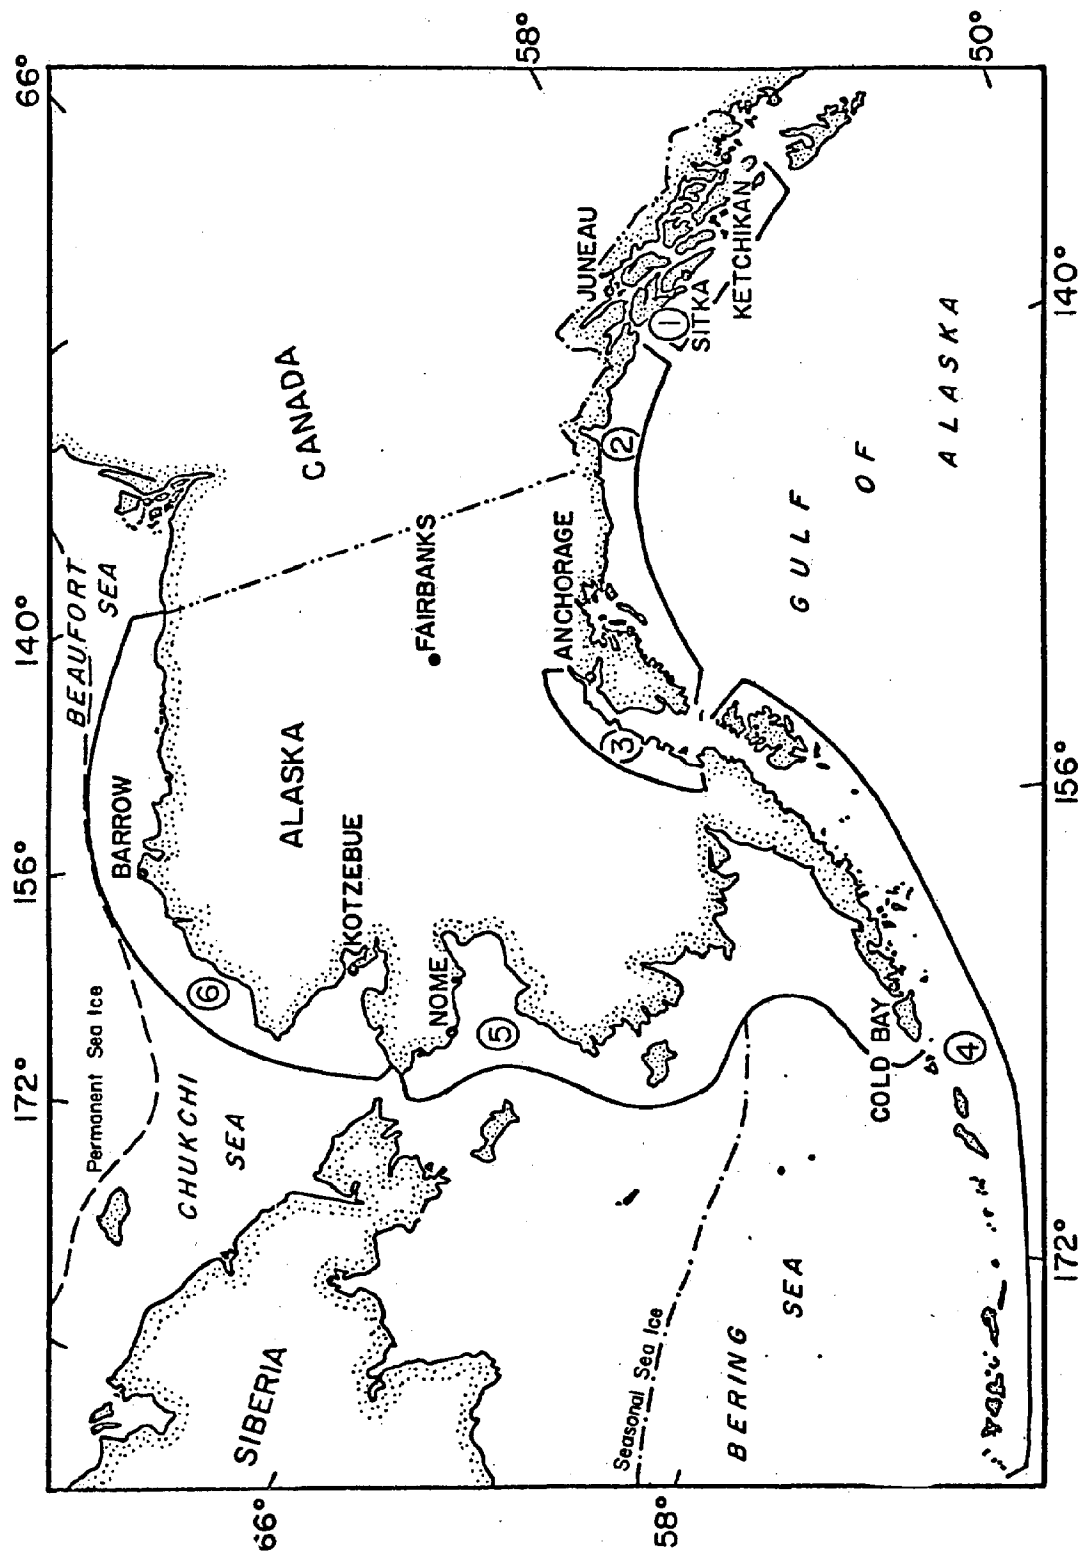 172° 156° 140° 66°
BEAUFORT
SEA
Permanent Sea Ice
BARROW
CHUKCHI
SEA
6
SIBERIA
66°
ALASKA
CANADA
KOTZEBUE
FAIRBANKS
NOME
5
58°
ANCHORAGE
JUNEAU
3
2
Seasonal Sea Ice
58°
1
SITKA
KETCHIKAN
BERING
SEA
GULF
OF
ALASKA
COLD BAY
4
50°
172° 156° 140°